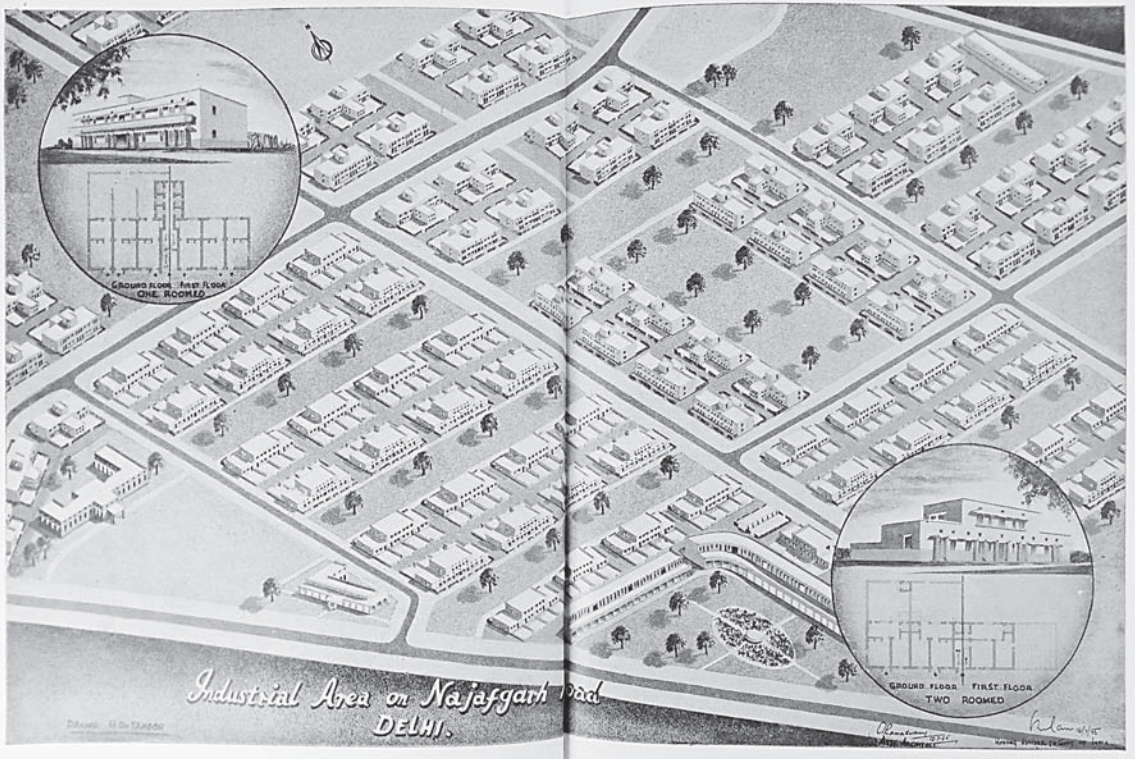 GROUND FLOOR FIRST FLOOR
ONE ROOMED
GROUND FLOOR FIRST FLOOR
TWO ROOMED
Industrial Area on Najafgarh Road
DELHI.